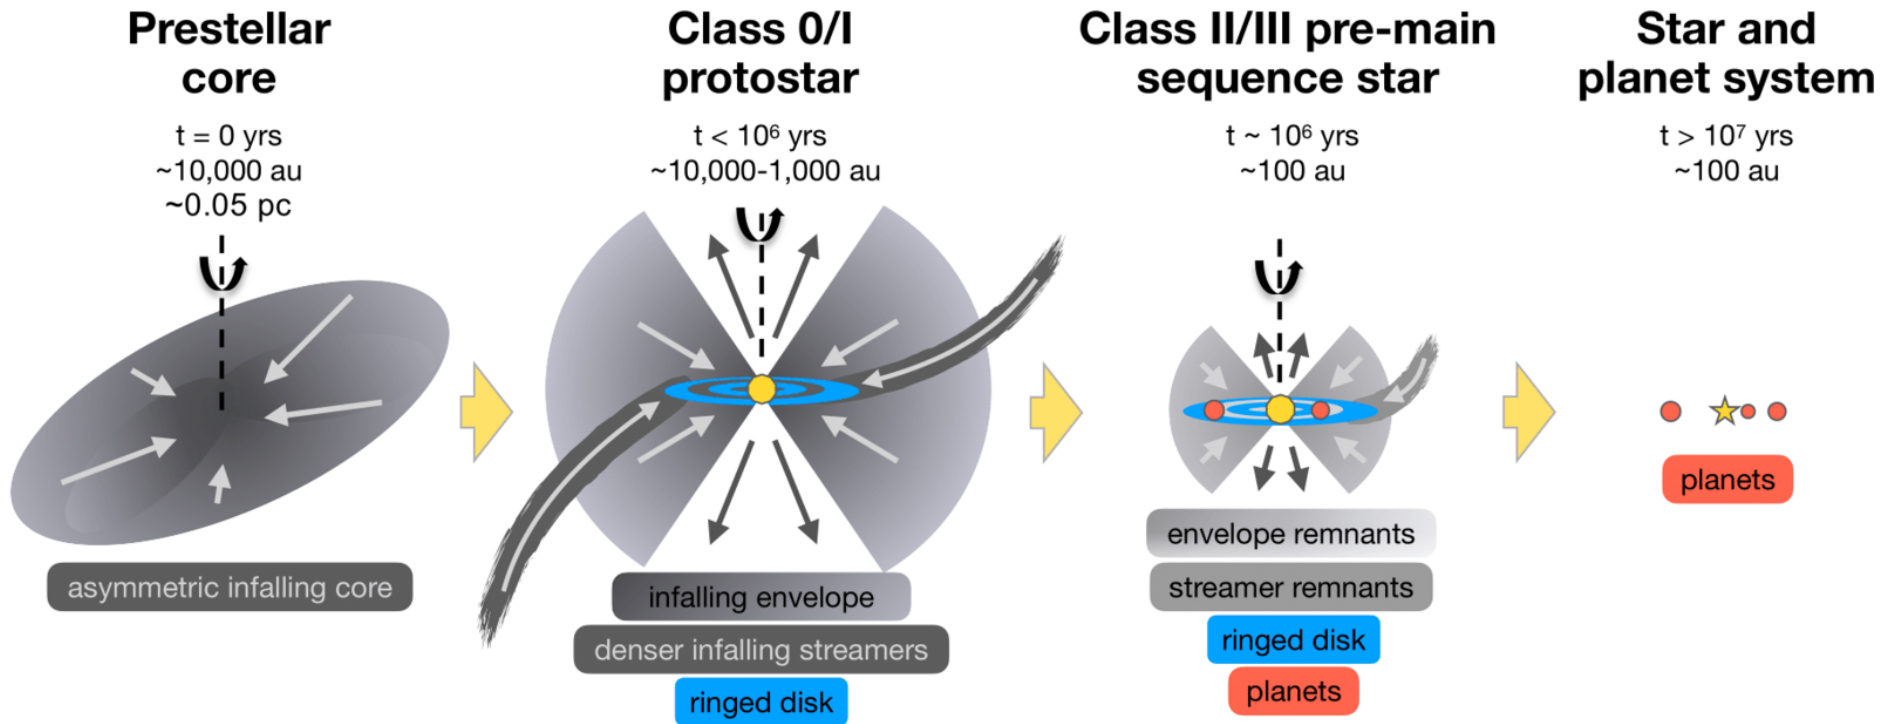 Prestellar
core
t = 0 yrs
~10,000 au
~0.05 pc
asymmetric infalling core
Class 0/I
protostar
t < 10⁶ yrs
~10,000-1,000 au
infalling envelope
denser infalling streamers
ringed disk
Class II/III pre-main
sequence star
t ~ 10⁶ yrs
~100 au
envelope remnants
streamer remnants
ringed disk
planets
Star and
planet system
t > 10⁷ yrs
~100 au
planets